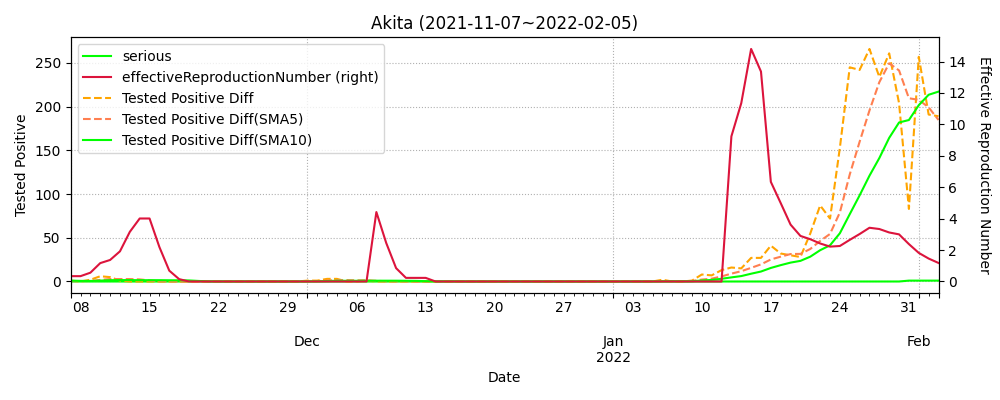 Akita (2021-11-07~2022-02-05)
serious
effectiveReproductionNumber (right)
Tested Positive Diff
Tested Positive Diff(SMA5)
Tested Positive Diff(SMA10)
Tested Positive
250
200
150
100
50
0
Effective Reproduction Number
14
12
10
8
6
4
2
0
08 15 22 29 06 13 20 27 03 10 17 24 31
Dec Jan Feb
2022
Date